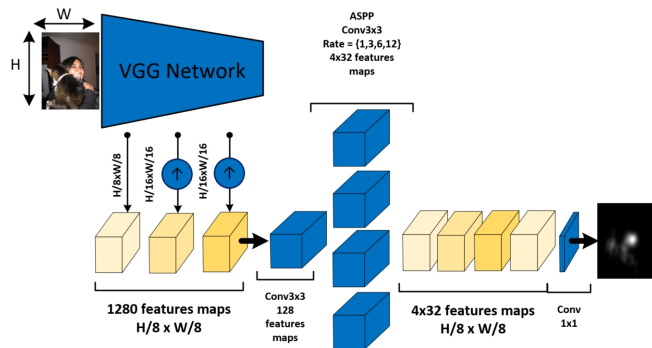 W
H
VGG Network
ASPP
Conv3x3
Rate = {1,3,6,12}
4x32 features
maps
H/8xW/8
H/16xW/16
H/16xW/16
1280 features maps
H/8 x W/8
Conv3x3
128
features
maps
4x32 features maps
H/8 x W/8
Conv
1x1